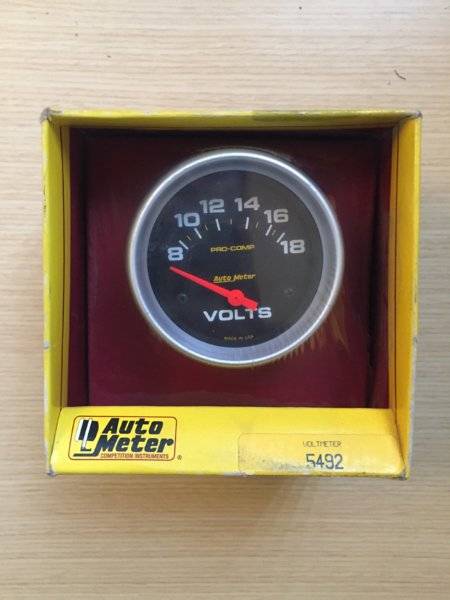 8 10 12 14 16 18
PRO-COMP
Auto Meter
VOLTS
MADE IN USA
Auto
Meter
COMPETITION INSTRUMENTS ®
VOLTMETER
5492